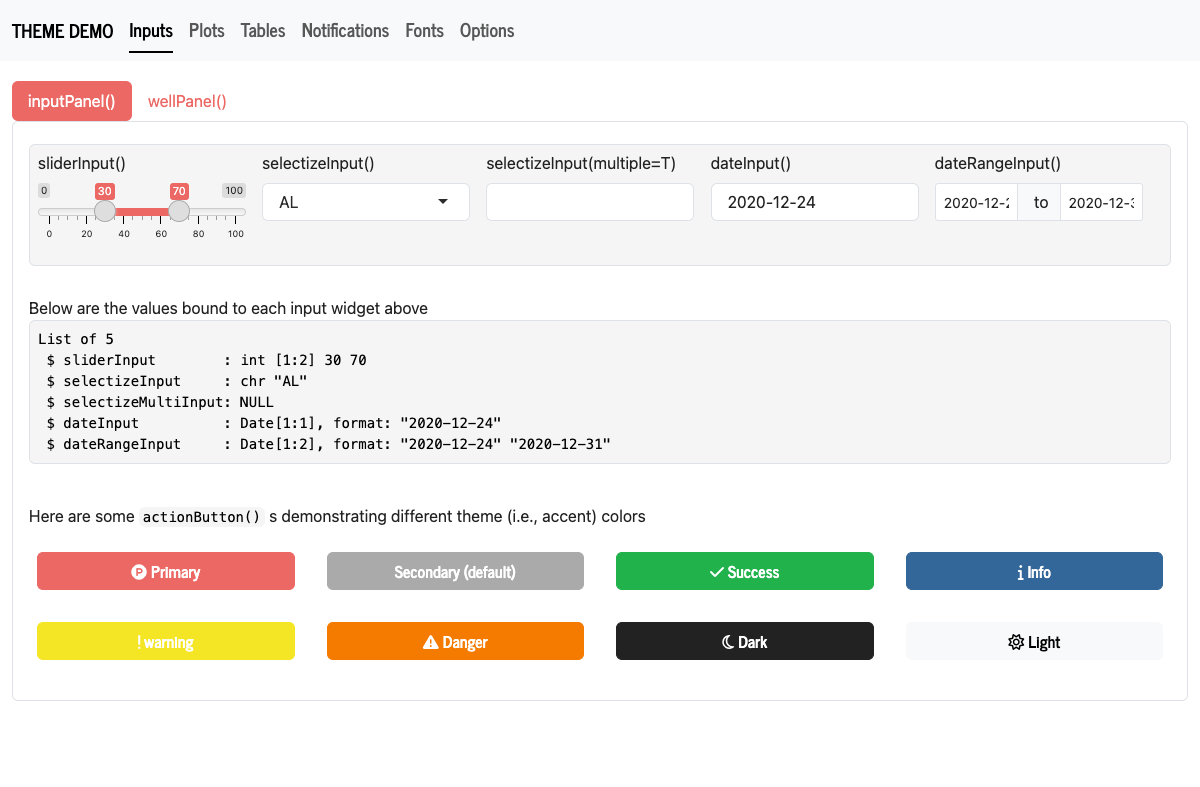 THEME DEMO Inputs Plots Tables Notifications Fonts Options
inputPanel() wellPanel()
sliderInput() selectizeInput() selectizeInput(multiple=T) dateInput() dateRangeInput()
0 30 70 100
AL 2020-12-24 2020-12-2 to 2020-12-3
0 20 40 60 80 100
Below are the values bound to each input widget above
List of 5
$ sliderInput        : int [1:2] 30 70
$ selectizeInput     : chr "AL"
$ selectizeMultiInput: NULL
$ dateInput          : Date[1:1], format: "2020-12-24"
$ dateRangeInput     : Date[1:2], format: "2020-12-24" "2020-12-31"
Here are some actionButton() s demonstrating different theme (i.e., accent) colors
Primary Secondary (default) Success Info
warning Danger Dark Light